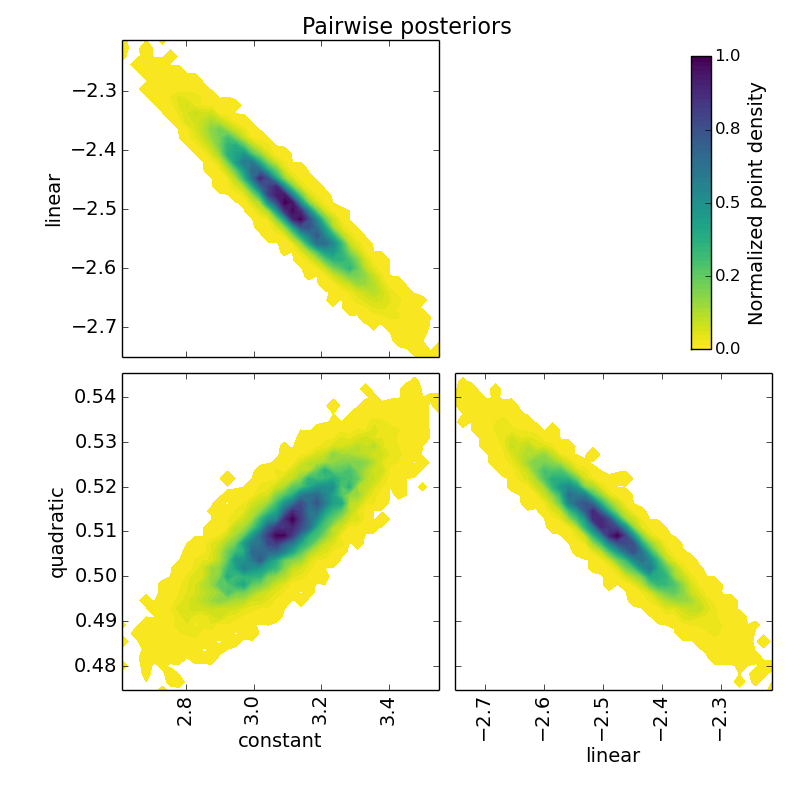 Pairwise posteriors
−2.3
−2.4
−2.5
−2.6
−2.7
linear
1.0
0.8
0.5
0.2
0.0
Normalized point density
0.54
0.53
0.52
0.51
0.50
0.49
0.48
quadratic
2.8 3.0 3.2 3.4
constant
−2.7 −2.6 −2.5 −2.4 −2.3
linear